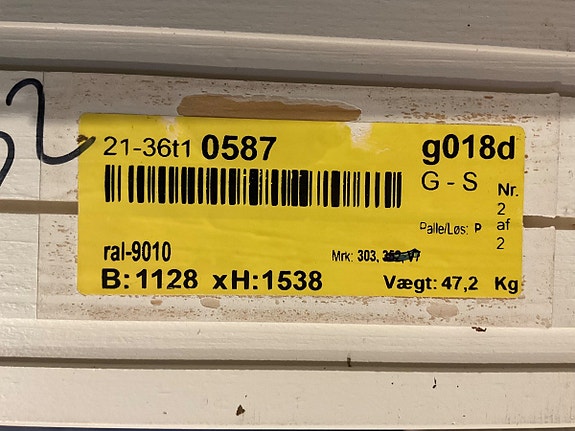 52
21-36t1 0587
g018d
G - S
Nr.
2
af
2
Palle/Løs: P
ral-9010
Mrk: 303,
B:1128 xH:1538
Vægt: 47,2 Kg